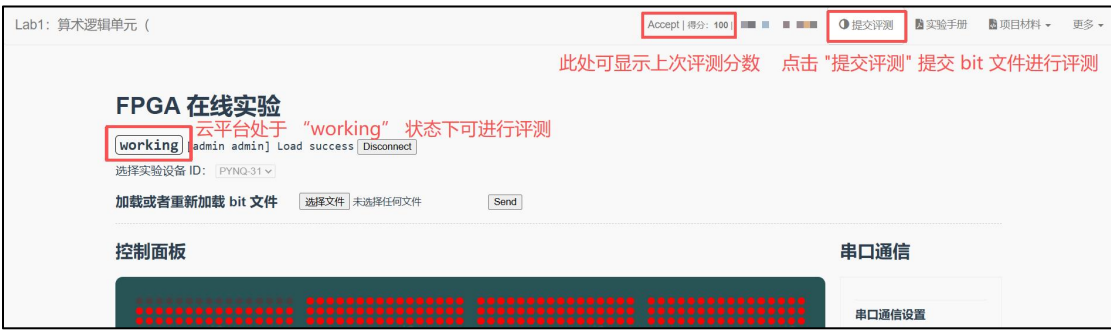 Lab1：算术逻辑单元（
Accept | 得分：100 |
提交评测
实验手册
项目材料
更多
此处可显示上次评测分数
点击 "提交评测" 提交 bit 文件进行评测
FPGA 在线实验
云平台处于 “working” 状态下可进行评测
working [admin admin] Load success Disconnect
选择实验设备 ID： PYNQ-31
加载或者重新加载 bit 文件 选择文件 未选择任何文件 Send
控制面板
串口通信
串口通信设置